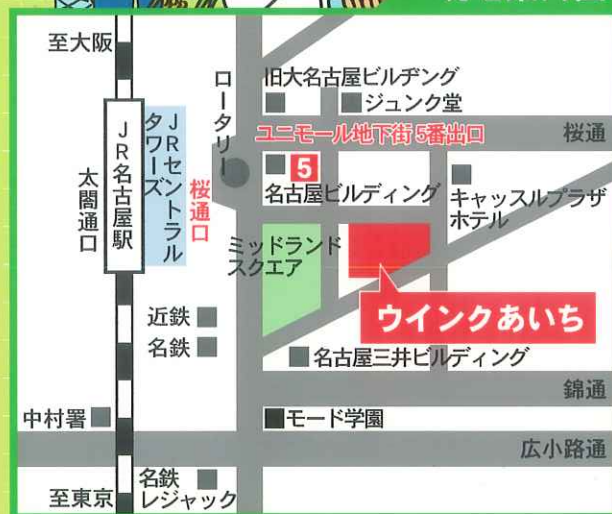 至大阪
JR名古屋駅
太閤通口
JRセントラル
タワーズ
桜通口
ロータリー
旧大名古屋ビルヂング
ジュンク堂
ユニモール地下街 5番出口
桜通
5
名古屋ビルディング
キャッスルプラザ
ホテル
ミッドランド
スクエア
ウインクあいち
近鉄
名鉄
名古屋三井ビルディング
錦通
中村署
モード学園
広小路通
名鉄
レジャック
至東京